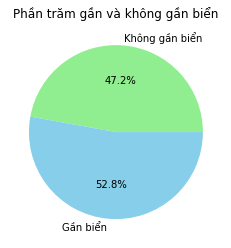 Phần trăm gần và không gần biển
Không gần biển
47.2%
52.8%
Gần biển